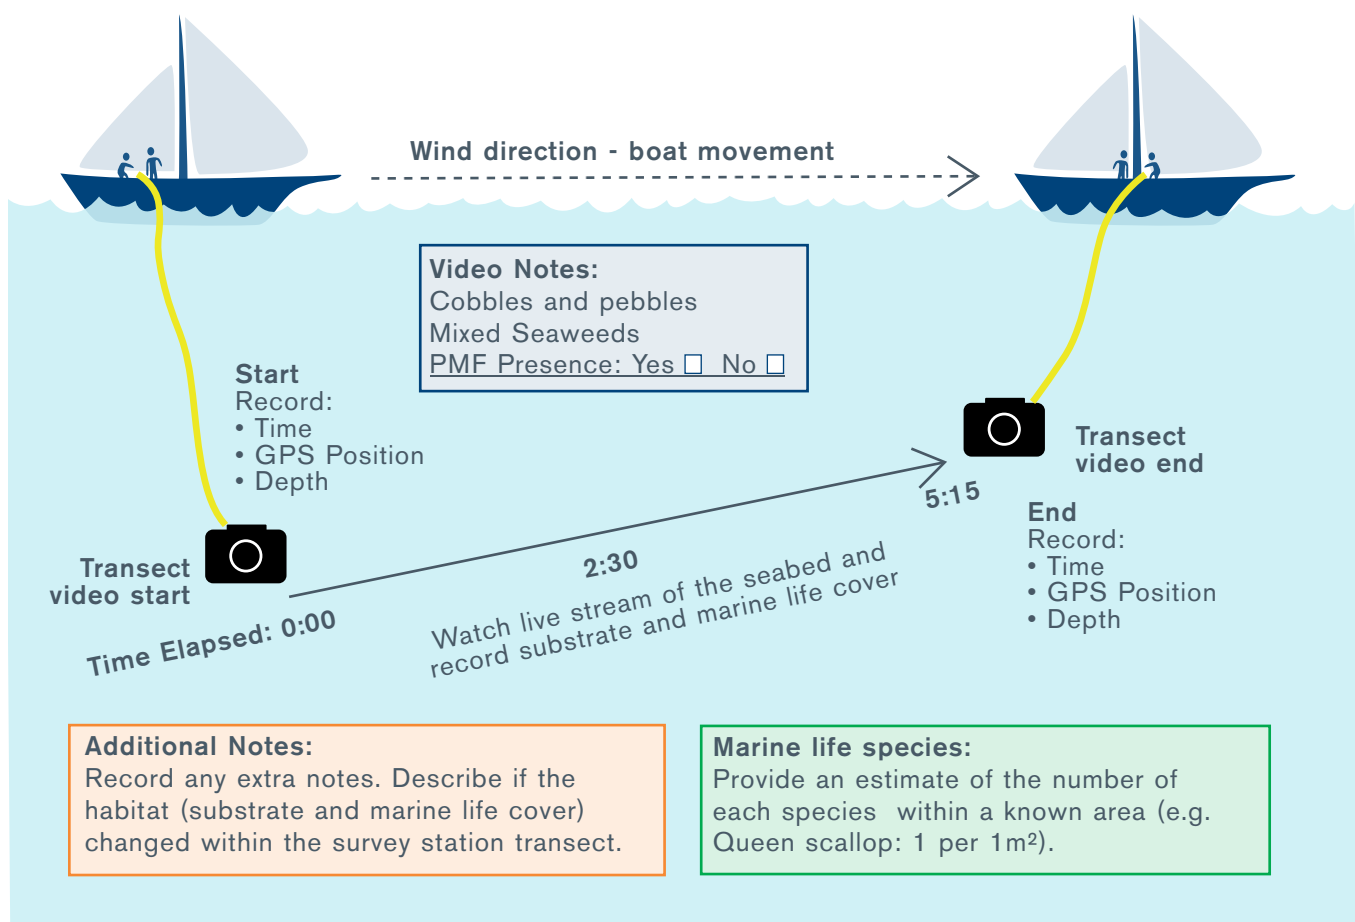 Wind direction - boat movement
Video Notes:
Cobbles and pebbles
Mixed Seaweeds
PMF Presence: Yes ☐ No ☐
Start
Record:
• Time
• GPS Position
• Depth
Transect
video start
Time Elapsed: 0:00
2:30
5:15
Watch live stream of the seabed and
record substrate and marine life cover
Transect
video end
End
Record:
• Time
• GPS Position
• Depth
Additional Notes:
Record any extra notes. Describe if the
habitat (substrate and marine life cover)
changed within the survey station transect.
Marine life species:
Provide an estimate of the number of
each species within a known area (e.g.
Queen scallop: 1 per 1m²).